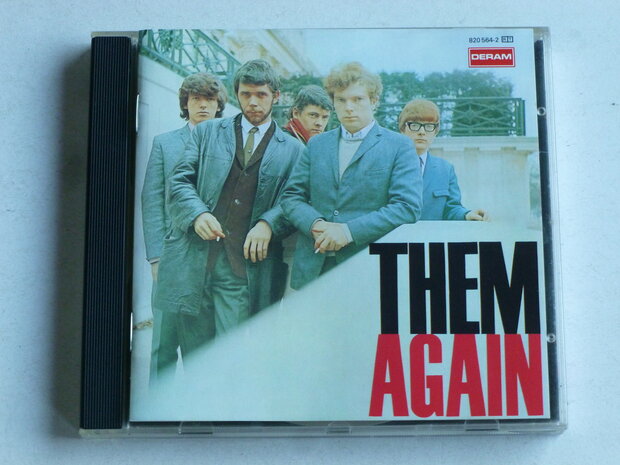 820 564-2
DERAM
THEM
AGAIN